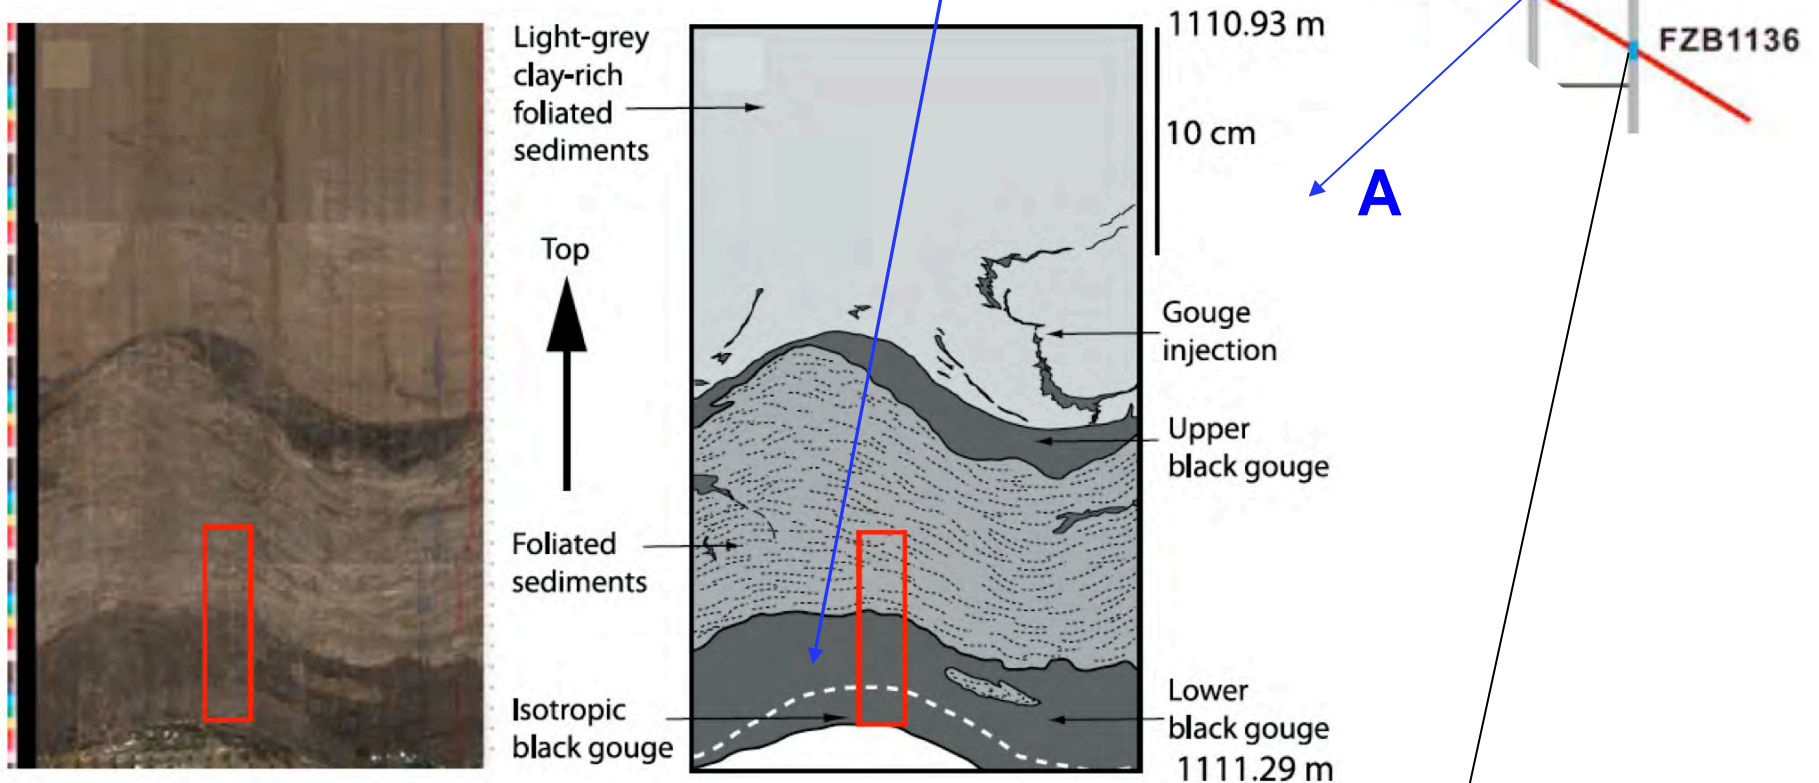 Light-grey
clay-rich
foliated
sediments
Top
Foliated
sediments
Isotropic
black gouge
1110.93 m
10 cm
Gouge
injection
Upper
black gouge
Lower
black gouge
1111.29 m
A
FZB1136